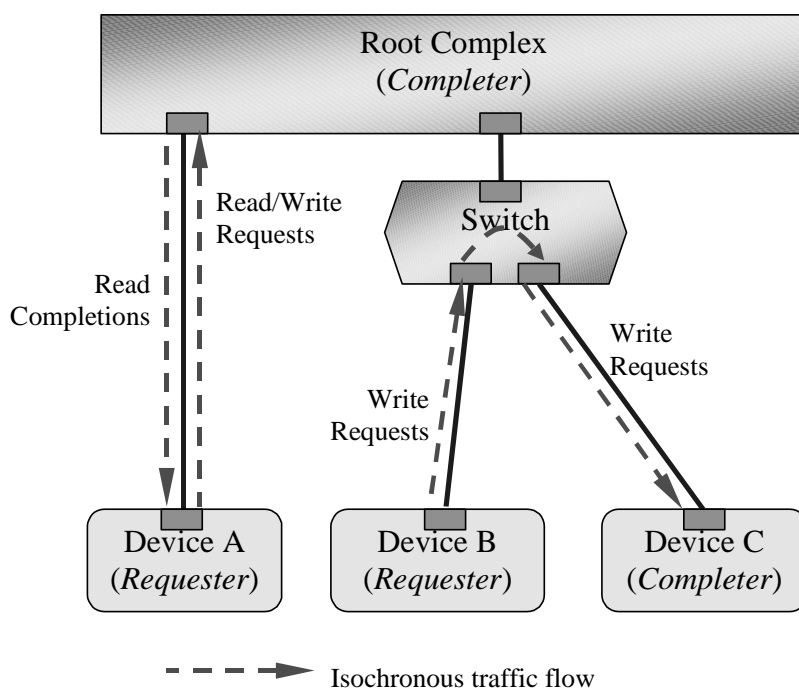 Root Complex
(Completer)
Read/Write
Requests
Switch
Read
Completions
Write
Requests
Write
Requests
Device A
(Requester)
Device B
(Requester)
Device C
(Completer)
Isochronous traffic flow